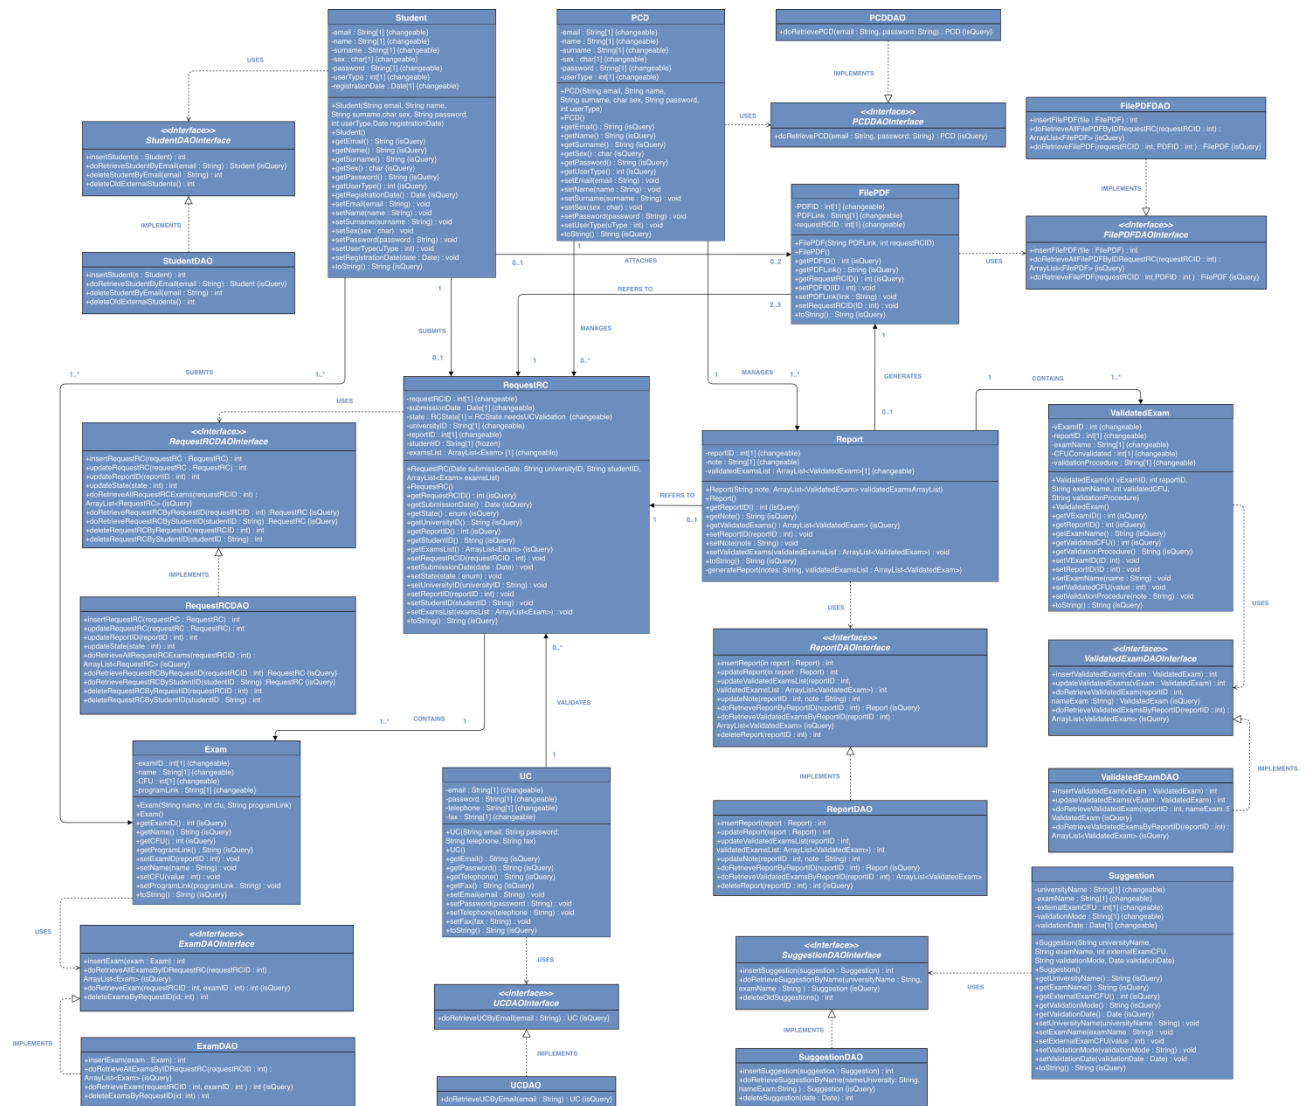 Student
-email : String[1] {changeable}
-name : String[1] {changeable}
-surname : String[1] {changeable}
-sex : char[1] {changeable}
-password : String[1] {changeable}
-userType : int[1] {changeable}
-registrationDate : Date[1] {changeable}
+Student(String email, String name,
String surname,char sex, String password,
int userType,Date registrationDate)
+Student()
+getEmail() : String {isQuery}
+getName() : String {isQuery}
+getSurname() : String {isQuery}
+getSex() : char {isQuery}
+getPassword() : String {isQuery}
+getUserType() : int {isQuery}
+getRegistrationDate() : Date {isQuery}
+setEmail(email : String) : void
+setName(name : String) : void
+setSurname(surname : String) : void
+setSex(sex : char) : void
+setPassword(password : String) : void
+setUserType(uType : int) : void
+setRegistrationDate(date : Date) : void
+toString() : String {isQuery}
PCD
-email : String[1] {changeable}
-name : String[1] {changeable}
-surname : String[1] {changeable}
-sex : char[1] {changeable}
-password : String[1] {changeable}
-userType : int[1] {changeable}
+PCD(String email, String name,
String surname, char sex, String password,
int userType)
+PCD()
+getEmail() : String {isQuery}
+getName() : String {isQuery}
+getSurname() : String {isQuery}
+getSex() : char {isQuery}
+getPassword() : String {isQuery}
+getUserType() : int {isQuery}
+setEmail(email : String) : void
+setName(name : String) : void
+setSurname(surname : String) : void
+setSex(sex : char) : void
+setPassword(password : String) : void
+setUserType(uType : int) : void
+toString() : String {isQuery}
PCDDAO
+doRetrievePCD(email : String, password: String) : PCD {isQuery}
IMPLEMENTS
USES
<<Interface>>
PCDDAOInterface
+doRetrievePCD(email : String, password: String) : PCD {isQuery}
USES
<<Interface>>
StudentDAOInterface
+insertStudent(s : Student) : int
+doRetrieveStudentByEmail(email : String) : Student {isQuery}
+deleteStudentByEmail(email : String) : int
+deleteOldExternalStudents() : int
IMPLEMENTS
StudentDAO
+insertStudent(s : Student) : int
+doRetrieveStudentByEmail(email : String) : Student {isQuery}
+deleteStudentByEmail(email : String) : int
+deleteOldExternalStudents() : int
FilePDFDAO
+insertFilePDF(file : FilePDF) : int
+doRetrieveAllFilePDFByIDRequestRC(requestRCID : int) :
ArrayList<FilePDF> {isQuery}
+doRetrieveFilePDF(requestRCID : int, PDFID : int ) : FilePDF {isQuery}
IMPLEMENTS
<<Interface>>
FilePDFDAOInterface
+insertFilePDF(file : FilePDF) : int
+doRetrieveAllFilePDFByIDRequestRC(requestRCID : int) :
ArrayList<FilePDF> {isQuery}
+doRetrieveFilePDF(requestRCID : int,PDFID : int ) : FilePDF {isQuery}
USES
FilePDF
-PDFID : int[1] {changeable}
-PDFLink : String[1] {changeable}
-requestRCID : int[1] {changeable}
+FilePDF(String PDFLink, int requestRCID)
+FilePDF()
+getPDFID() : int {isQuery}
+getPDFLink() : String {isQuery}
+getRequestRCID() : int {isQuery}
+setPDFID(ID : int) : void
+setPDFLink(link : String) : void
+setRequestRCID(ID : int) : void
+toString() : String {isQuery}
0..1
ATTACHES
0..2
REFERS TO
2..3
1
1
1
1
SUBMITS
0..1
MANAGES
0..*
1
1..*
SUBMITS
1..*
1
MANAGES
1..*
GENERATES
0..1
1
CONTAINS
1..*
RequestRC
-requestRCID : int[1] {changeable}
-submissionDate : Date[1] {changeable}
-state : RCState[1] = RCState.needsUCValidation {changeable}
-universityID : String[1] {changeable}
-reportID : int[1] {changeable}
-studentID : String[1] {frozen}
-examsList : ArrayList<Exam> [1] {changeable}
+RequestRC(Date submissionDate, String universityID, String studentID,
ArrayList<Exam> examsList)
+RequestRC()
+getRequestRCID() : int {isQuery}
+getSubmissionDate() : Date {isQuery}
+getState() : enum {isQuery}
+getUniversityID() : String {isQuery}
+getReportID() : int {isQuery}
+getStudentID() : String {isQuery}
+getExamsList() : ArrayList<Exam> {isQuery}
+setRequestRCID(requestRCID : int) : void
+setSubmissionDate(date : Date) : void
+setState(state : enum) : void
+setUniversityID(universityID : String) : void
+setReportID(reportID : int) : void
+setStudentID(studentID : String) : void
+setExamsList(examsList : ArrayList<Exam>) : void
+toString() : String {isQuery}
USES
<<Interface>>
RequestRCDAOInterface
+insertRequestRC(requestRC : RequestRC) : int
+updateRequestRC(requestRC : RequestRC) : int
+updateReportID(reportID : int) : int
+updateState(state : int) : int
+doRetrieveAllRequestRCExams(requestRCID : int) :
ArrayList<RequestRC> {isQuery}
+doRetrieveRequestRCByRequestID(requestRCID : int) :RequestRC {isQuery}
+doRetrieveRequestRCByStudentID(studentID : String) :RequestRC {isQuery}
+deleteRequestRCByRequestID(requestRCID : int) : int
+deleteRequestRCByStudentID(studentID : String) : int
IMPLEMENTS
RequestRCDAO
+insertRequestRC(requestRC : RequestRC) : int
+updateRequestRC(requestRC : RequestRC) : int
+updateReportID(reportID : int) : int
+updateState(state : int) : int
+doRetrieveAllRequestRCExams(requestRCID : int) :
ArrayList<RequestRC> {isQuery}
+doRetrieveRequestRCByRequestID(requestRCID : int) :RequestRC {isQuery}
+doRetrieveRequestRCByStudentID(studentID : String) :RequestRC {isQuery}
+deleteRequestRCByRequestID(requestRCID : int) : int
+deleteRequestRCByStudentID(studentID : String) : int
Report
-reportID : int[1] {changeable}
-note : String[1] {changeable}
-validatedExamsList : ArrayList<ValidatedExam>[1] {changeable}
+Report(String note, ArrayList<ValidatedExam> validatedExamsArrayList)
+Report()
+getReportID() : int {isQuery}
+getNote() : String {isQuery}
+getValidatedExams() : ArrayList<ValidatedExam> {isQuery}
+setReportID(reportID : int) : void
+setNote(note : String) : void
+setValidatedExams(validatedExamsList : ArrayList<ValidatedExam>) : void
+toString() : String {isQuery}
-generateReport(notes: String, validatedExamsList : ArrayList<ValidatedExam>)
REFERS TO
1
0..1
ValidatedExam
-vExamID : int {changeable}
-reportID : int[1] {changeable}
-examName : String[1] {changeable}
-CFUConvalidated : int[1] {changeable}
-validationProcedure : String[1] {changeable}
+ValidatedExam(int vExamID, int reportID,
String examName, int validatedCFU,
String validationProcedure)
+ValidatedExam()
+getVExamID() : int {isQuery}
+getReportID() : int {isQuery}
+getExamName() : String {isQuery}
+getValidatedCFU() : int {isQuery}
+getValidationProcedure() : String {isQuery}
+setVExamID(ID: int) : void
+setReportID(ID : int) : void
+setExamName(name : String) : void
+setValidatedCFU(value : int) : void
+setValidationProcedure(note : String) : void
+toString() : String {isQuery}
USES
USES
<<Interface>>
ReportDAOInterface
+insertReport(in report : Report) : int
+updateReport(in report : Report) : int
+updateValidatedExamsList(reportID : int,
validatedExamsList : ArrayList<ValidatedExam>) : int
+updateNote(reportID : int, note : String) : int
+doRetrieveReportByReportID(reportID : int) : Report {isQuery}
+doRetrieveValidatedExamsByReportID(reportID : int) :
ArrayList<ValidatedExam> {isQuery}
+deleteReport(reportID : int) : int
IMPLEMENTS
ReportDAO
+insertReport(report : Report) : int
+updateReport(report : Report) : int
+updateValidatedExamsList(reportID : int,
validatedExamsList: ArrayList<ValidatedExam>) : int
+updateNote(reportID : int, note : String) : int
+doRetrieveReportByReportID(reportID : int) : Report {isQuery}
+doRetrieveValidatedExamsByReportID(reportID : int) : ArrayList<ValidatedExam>
+deleteReport(reportID : int) : int {isQuery}
<<Interface>>
ValidatedExamDAOInterface
+insertValidatedExam(vExam : ValidatedExam) : int
+updateValidatedExams(vExam : ValidatedExam) : int
+doRetrieveValidatedExam(reportID : int,
nameExam :String) : ValidatedExam {isQuery}
+doRetrieveValidatedExamsByReportID(reportID : int) :
ArrayList<ValidatedExam> {isQuery}
IMPLEMENTS
ValidatedExamDAO
+insertValidatedExam(vExam : ValidatedExam) : int
+updateValidatedExams(vExam : ValidatedExam) : int
+doRetrieveValidatedExam(reportID : int, nameExam :S
ValidatedExam {isQuery}
+doRetrieveValidatedExamsByReportID(reportID : int) :
ArrayList<ValidatedExam> {isQuery}
0..*
VALIDATES
1
1..*
CONTAINS
1
Exam
-examID : int[1] {changeable}
-name : String[1] {changeable}
-CFU : int[1] {changeable}
-programLink : String[1] {changeable}
+Exam(String name, int cfu, String programLink)
+Exam()
+getExamID() : int {isQuery}
+getName() : String {isQuery}
+getCFU() : int {isQuery}
+getProgramLink() : String {isQuery}
+setExamID(reportID : int) : void
+setName(name : String) : void
+setCFU(value : int) : void
+setProgramLink(programLink : String) : void
+toString() : String {isQuery}
USES
<<Interface>>
ExamDAOInterface
+insertExam(exam : Exam) : int
+doRetrieveAllExamsByIDRequestRC(requestRCID : int) :
ArrayList<Exam> {isQuery}
+doRetrieveExam(requestRCID : int, examID : int) : int {isQuery}
+deleteExamsByRequestID(id: int) : int
IMPLEMENTS
ExamDAO
+insertExam(exam : Exam) : int
+doRetrieveAllExamsByIDRequestRC(requestRCID : int) :
ArrayList<Exam> {isQuery}
+doRetrieveExam(requestRCID : int, examID : int ) : int {isQuery}
+deleteExamsByRequestID(id: int) : int
UC
-email : String[1] {changeable}
-password : String[1] {changeable}
-telephone : String[1] {changeable}
-fax : String[1] {changeable}
+UC(String email, String password,
String telephone, String fax)
+UC()
+getEmail() : String {isQuery}
+getPassword() : String {isQuery}
+getTelephone() : String {isQuery}
+getFax() : String {isQuery}
+setEmail(email : String) : void
+setPassword(password : String) : void
+setTelephone(telephone : String) : void
+setFax(fax : String) : void
+toString() : String {isQuery}
USES
<<Interface>>
UCDAOInterface
+doRetrieveUCByEmail(email : String) : UC {isQuery}
IMPLEMENTS
UCDAO
+doRetrieveUCByEmail(email : String) : UC {isQuery}
<<Interface>>
SuggestionDAOInterface
+insertSuggestion(suggestion : Suggestion) : int
+doRetrieveSuggestionByName(universityName : String,
examName : String ) : Suggestion {isQuery}
+deleteOldSuggestions() : int
IMPLEMENTS
SuggestionDAO
+insertSuggestion(suggestion : Suggestion) : int
+doRetrieveSuggestionByName(nameUniversity : String,
nameExam:String ) : Suggestion {isQuery}
+deleteSuggestion(date : Date) : int
USES
Suggestion
-universityName : String[1] {changeable}
-examName : String[1] {changeable}
-externalExamCFU : int[1] {changeable}
-validationMode : String[1] {changeable}
-validationDate : Date[1] {changeable}
+Suggestion(String universityName,
String examName, int externalExamCFU,
String validationMode, Date validationDate)
+Suggestion()
+getUniversityName() : String {isQuery}
+getExamName() : String {isQuery}
+getExternalExamCFU() : int {isQuery}
+getValidationMode() : String {isQuery}
+getValidationDate() : Date {isQuery}
+setUniversityName(universityName : String) : void
+setExamName(examName : String) : void
+setExternalExamCFU(value : int) : void
+setValidationMode(validationMode : String) : void
+setValidationDate(validationDate : Date) : void
+toString() : String {isQuery}